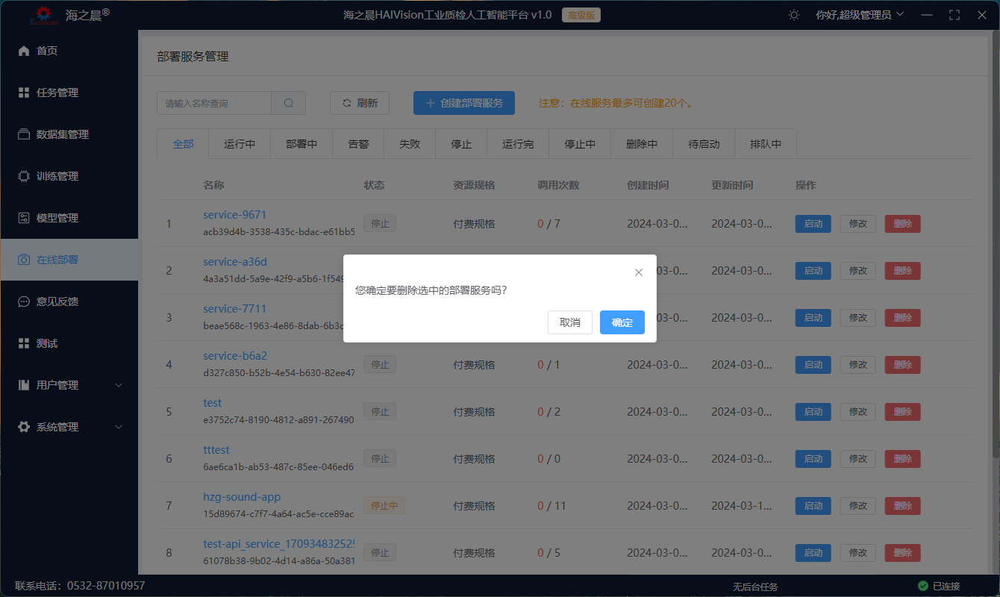 海之晨®
海之晨HAIVision工业质检人工智能平台 v1.0 高级版
你好,超级管理员
首页
任务管理
数据集管理
训练管理
模型管理
在线部署
意见反馈
测试
用户管理
系统管理
部署服务管理
请输入名称查询 刷新 创建部署服务 注意：在线服务最多可创建20个。
全部 运行中 部署中 告警 失败 停止 运行完 停止中 删除中 待启动 排队中
名称 状态 资源规格 调用次数 创建时间 更新时间 操作
1 service-9671 停止 付费规格 0 / 7 2024-03-0... 2024-03-0... 启动 修改 删除
acb39d4b-3538-435c-bdac-e61bb5
2 service-a36d 03-0... 2024-03-0... 启动 修改 删除
4a3a51dd-5a9e-42f9-a5b6-1f549
3 service-7711 03-0... 2024-03-0... 启动 修改 删除
beae568c-1963-4e86-8dab-6b3c
您确定要删除选中的部署服务吗?
取消 确定
4 service-b6a2 停止 付费规格 0 / 1 2024-03-0... 2024-03-0... 启动 修改 删除
d327c850-b52b-4e54-b630-82ee47
5 test 停止 付费规格 0 / 2 2024-03-0... 2024-03-0... 启动 修改 删除
e3752c74-8190-4812-a891-267490
6 tttest 停止 付费规格 0 / 0 2024-03-0... 2024-03-0... 启动 修改 删除
6ae6ca1b-ab53-487c-85ee-046ed6
7 hzg-sound-app 停止中 付费规格 0 / 11 2024-03-0... 2024-03-1... 启动 修改 删除
15d89674-c7f7-4a64-ac5e-cce89ac
8 test-api_service_170934832525 停止 付费规格 0 / 5 2024-03-0... 2024-03-0... 启动 修改 删除
61078b38-9b02-4d14-a86a-50a381
联系电话：0532-87010957 无后台任务 已连接